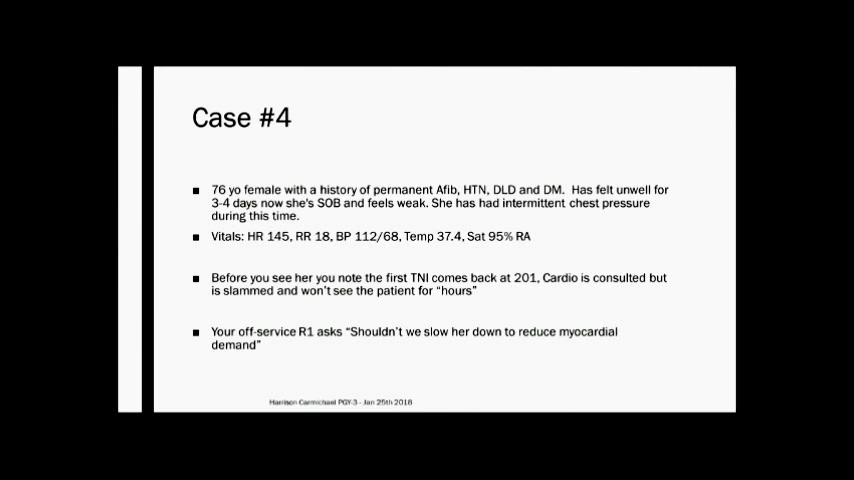 Case #4
■ 76 yo female with a history of permanent Afib, HTN, DLD and DM.  Has felt unwell for
3-4 days now she's SOB and feels weak. She has had intermittent chest pressure
during this time.
■ Vitals: HR 145, RR 18, BP 112/68, Temp 37.4, Sat 95% RA
■ Before you see her you note the first TNI comes back at 201, Cardio is consulted but
is slammed and won't see the patient for “hours”
■ Your off-service R1 asks “Shouldn't we slow her down to reduce myocardial
demand”
Harrison Carmichael PGY-3 - Jan 25th 2018